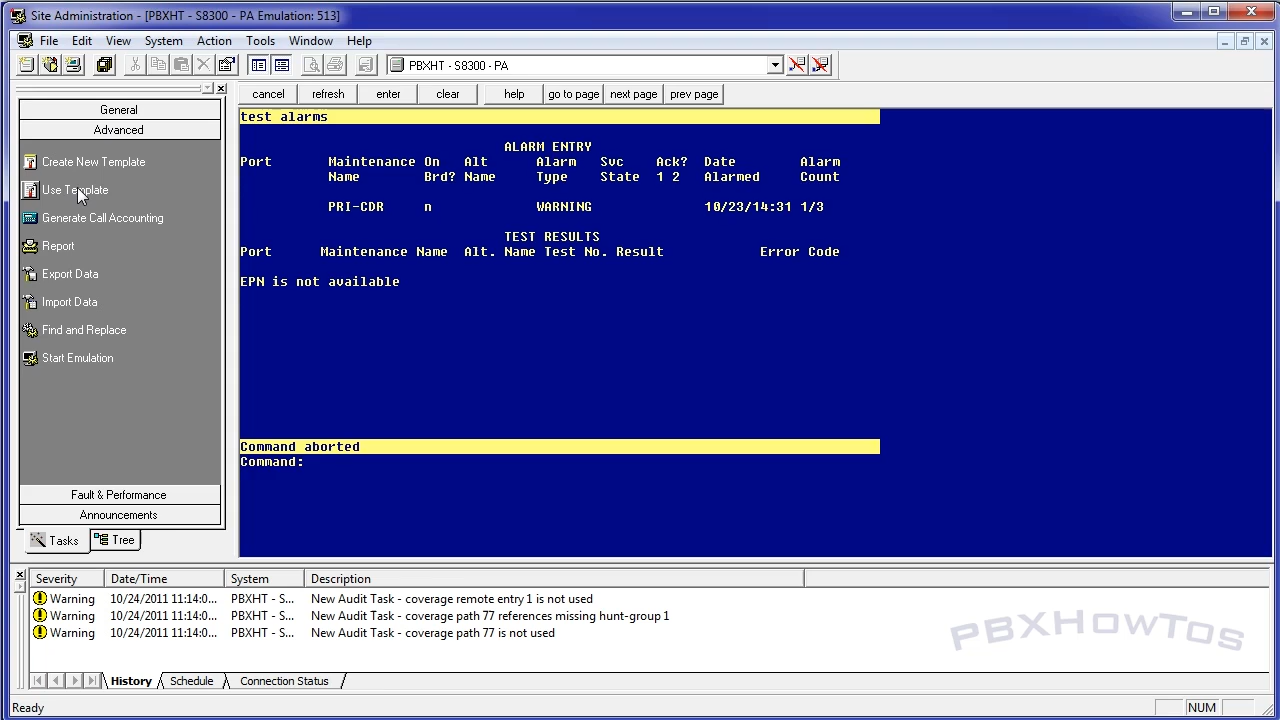 Site Administration - [PBXHT - S8300 - PA Emulation: 513]
File Edit View System Action Tools Window Help
PBXHT - S8300 - PA
cancel refresh enter clear help go to page next page prev page
General
Advanced
Create New Template
Use Template
Generate Call Accounting
Report
Export Data
Import Data
Find and Replace
Start Emulation
Fault & Performance
Announcements
Tasks Tree
test alarms
ALARM ENTRY
Port Maintenance On Alt Alarm Svc Ack? Date Alarm
Name Brd? Name Type State 1 2 Alarmed Count
PRI-CDR n WARNING 10/23/14:31 1/3
TEST RESULTS
Port Maintenance Name Alt. Name Test No. Result Error Code
EPN is not available
Command aborted
Command:
Severity Date/Time System Description
Warning 10/24/2011 11:14:0... PBXHT - S... New Audit Task - coverage remote entry 1 is not used
Warning 10/24/2011 11:14:0... PBXHT - S... New Audit Task - coverage path 77 references missing hunt-group 1
Warning 10/24/2011 11:14:0... PBXHT - S... New Audit Task - coverage path 77 is not used
PBXHowTos
History Schedule Connection Status
Ready NUM